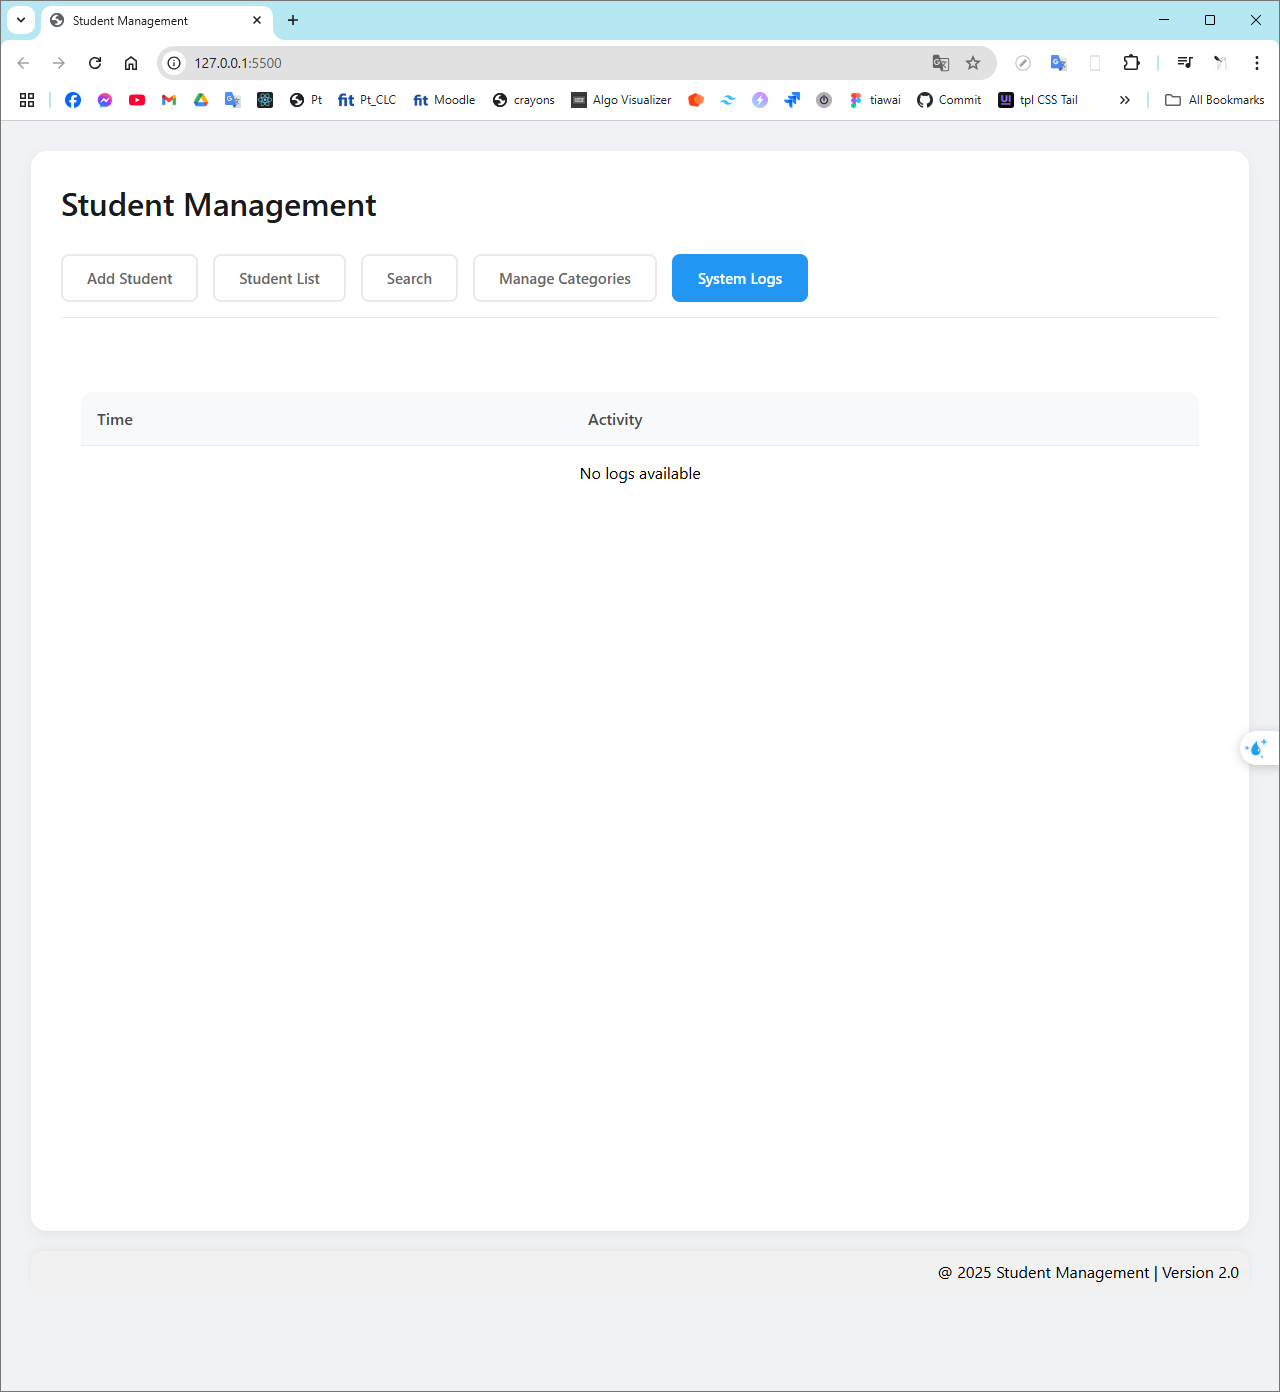 Student Management
127.0.0.1:5500
Pt
fit Pt_CLC
fit Moodle
crayons
Algo Visualizer
tiawai
Commit
UI tpl CSS Tail
All Bookmarks
Student Management
Add Student
Student List
Search
Manage Categories
System Logs
Time Activity
No logs available
@ 2025 Student Management | Version 2.0